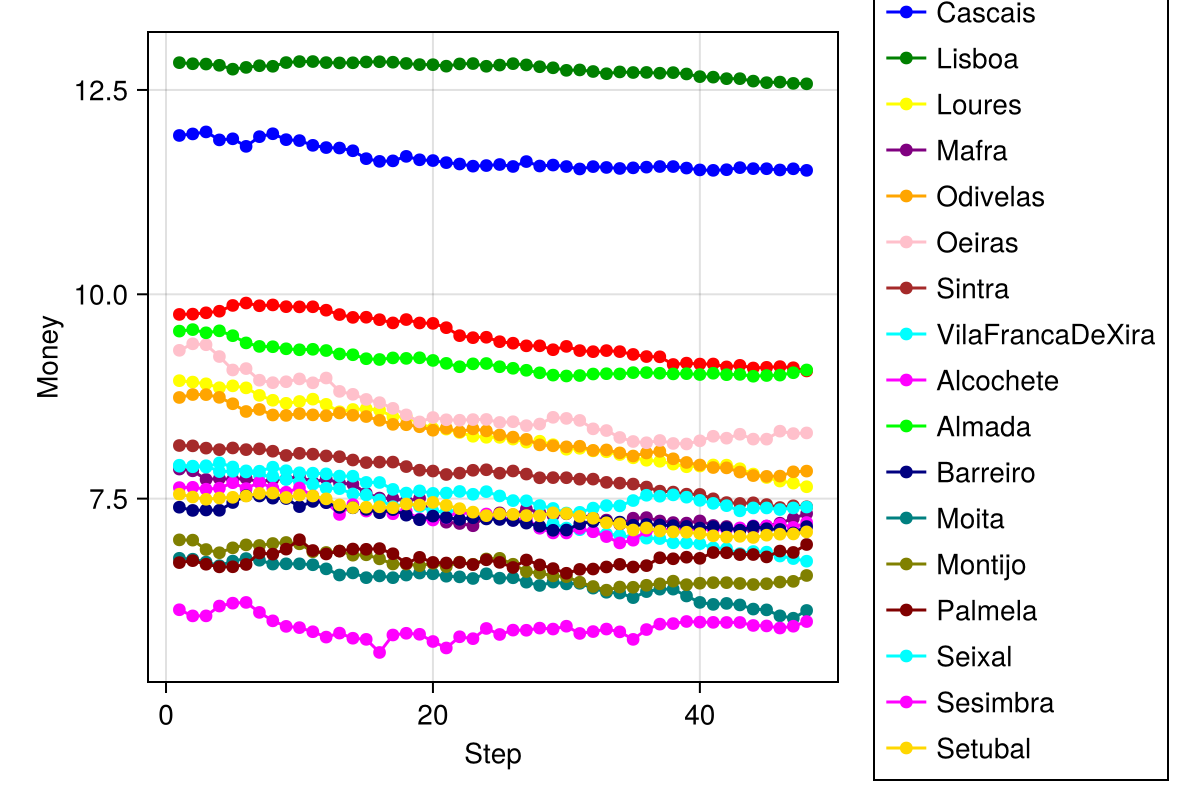 Cascais
Lisboa
Loures
Mafra
Odivelas
Oeiras
Sintra
VilaFrancaDeXira
Alcochete
Almada
Barreiro
Moita
Montijo
Palmela
Seixal
Sesimbra
Setubal
12.5
10.0
7.5
Money
0 20 40
Step